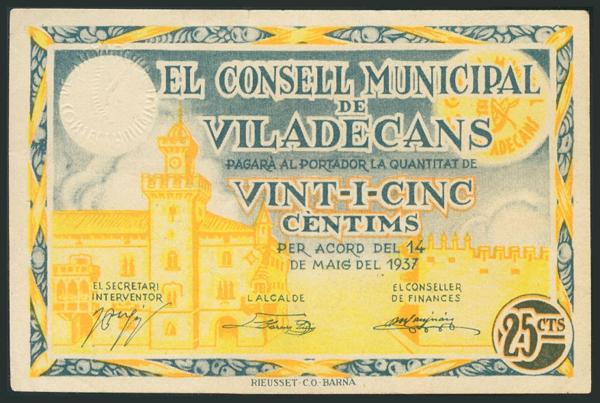 EL CONSELL MUNICIPAL
DE
VILADECANS
PAGARÀ AL PORTADOR LA QUANTITAT DE
VINT-I-CINC
CÈNTIMS
PER ACORD DEL 14
DE MAIG DEL 1937
EL SECRETARI
INTERVENTOR
L'ALCALDE
EL CONSELLER
DE FINANCES
25 CTS
RIEUSSET C.O. BARNA